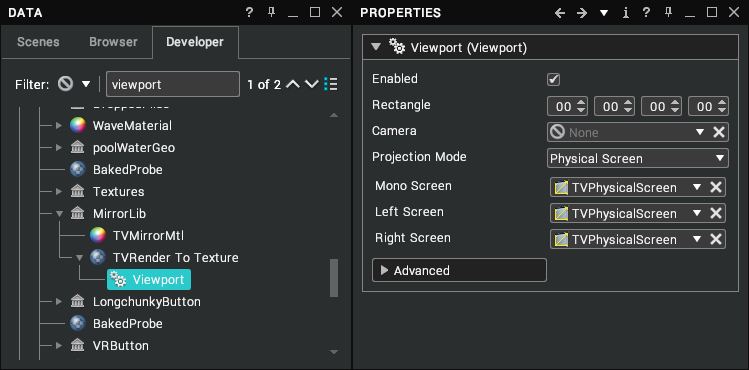 DATA
Scenes Browser Developer
Filter: viewport 1 of 2
WaveMaterial
poolWaterGeo
BakedProbe
Textures
MirrorLib
TVMirrorMtl
TVRender To Texture
Viewport
LongchunkyButton
BakedProbe
VRButton
PROPERTIES
Viewport (Viewport)
Enabled
Rectangle 00 00 00 00
Camera None
Projection Mode Physical Screen
Mono Screen TVPhysicalScreen
Left Screen TVPhysicalScreen
Right Screen TVPhysicalScreen
Advanced